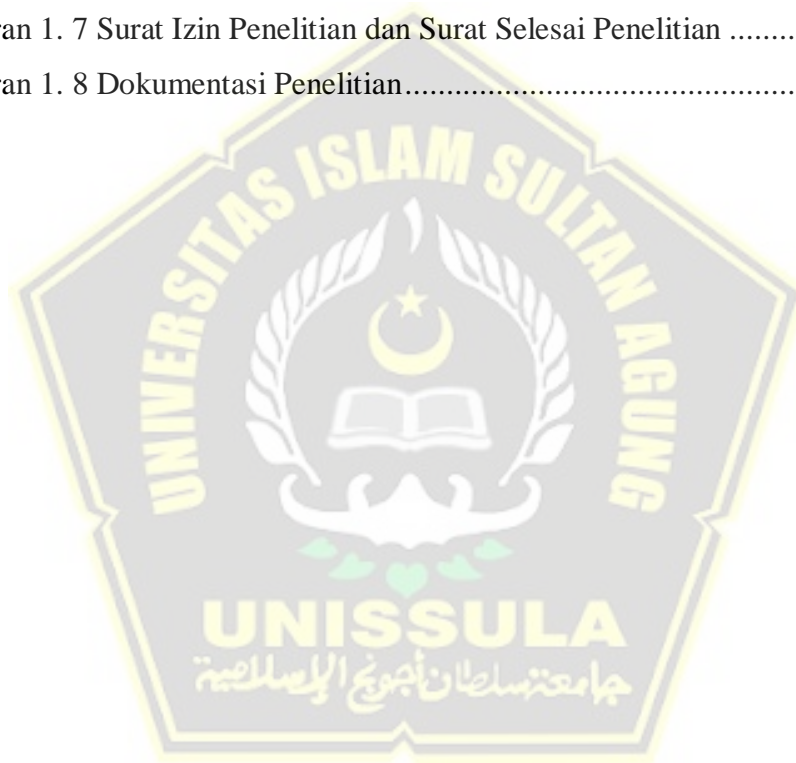 ran 1. 7 Surat Izin Penelitian dan Surat Selesai Penelitian ........
ran 1. 8 Dokumentasi Penelitian...............................................
UNIVERSITAS ISLAM SULTAN AGUNG
UNISSULA
جامعة سلطان أجونج الإسلامية